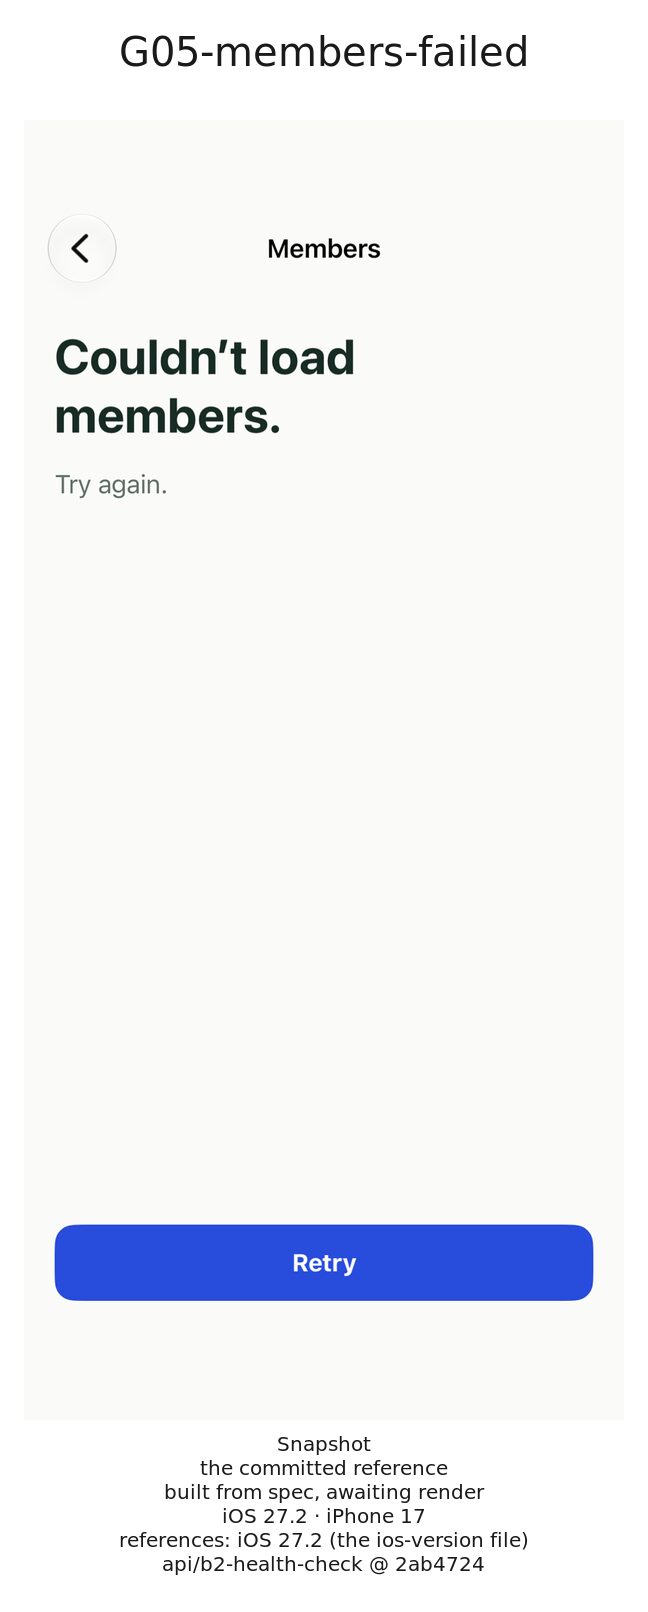 G05-members-failed
Members
Couldn’t load
members.
Try again.
Retry
Snapshot
the committed reference
built from spec, awaiting render
iOS 27.2 · iPhone 17
references: iOS 27.2 (the ios-version file)
api/b2-health-check @ 2ab4724